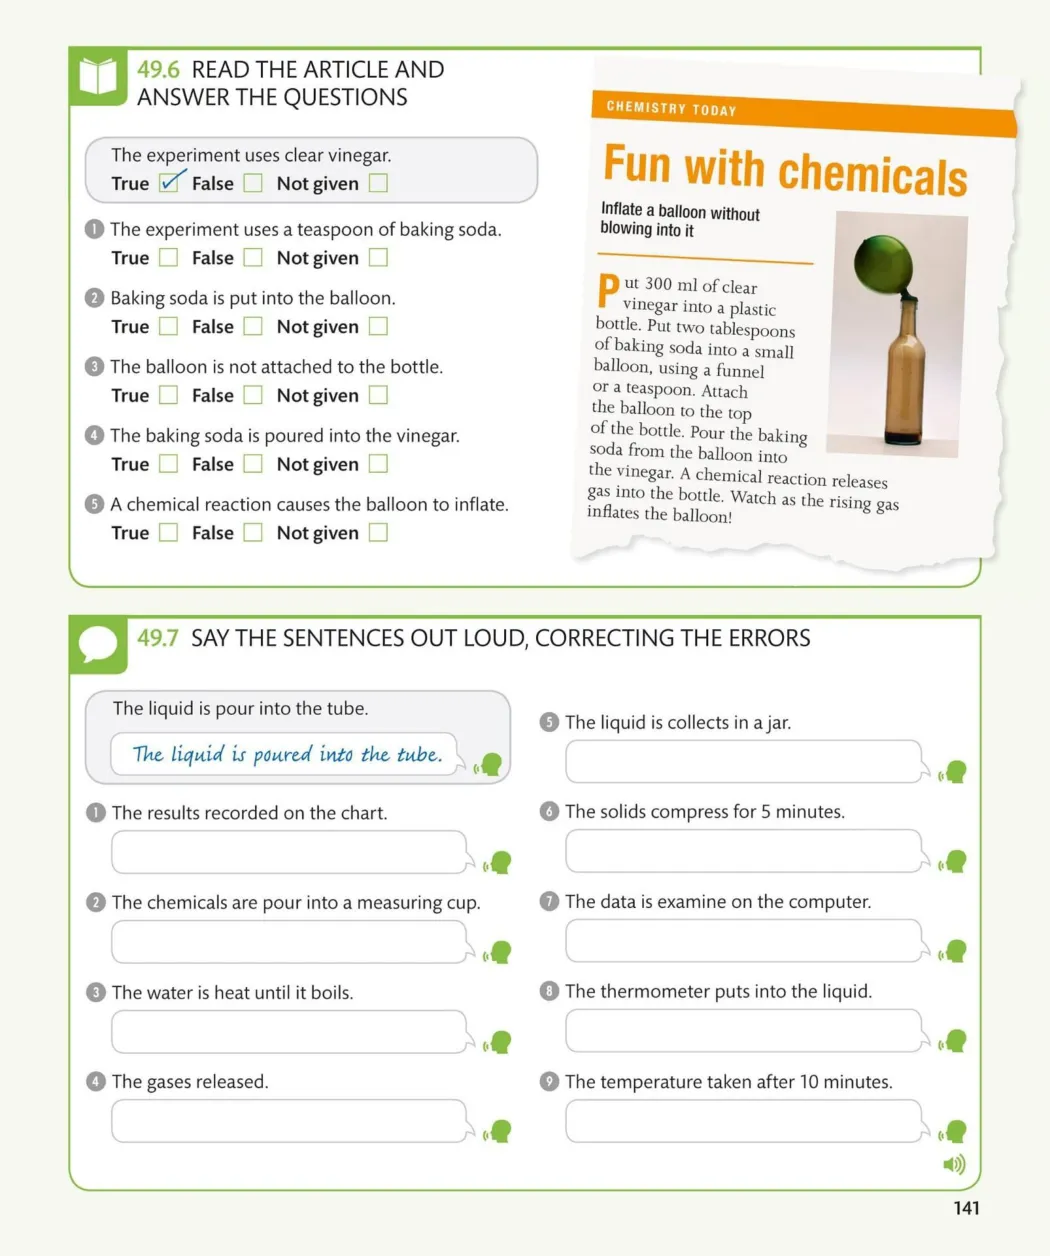 49.6 READ THE ARTICLE AND
ANSWER THE QUESTIONS
The experiment uses clear vinegar.
True False Not given
1 The experiment uses a teaspoon of baking soda.
True False Not given
2 Baking soda is put into the balloon.
True False Not given
3 The balloon is not attached to the bottle.
True False Not given
4 The baking soda is poured into the vinegar.
True False Not given
5 A chemical reaction causes the balloon to inflate.
True False Not given
CHEMISTRY TODAY
Fun with chemicals
Inflate a balloon without
blowing into it
Put 300 ml of clear
vinegar into a plastic
bottle. Put two tablespoons
of baking soda into a small
balloon, using a funnel
or a teaspoon. Attach
the balloon to the top
of the bottle. Pour the baking
soda from the balloon into
the vinegar. A chemical reaction releases
gas into the bottle. Watch as the rising gas
inflates the balloon!
49.7 SAY THE SENTENCES OUT LOUD, CORRECTING THE ERRORS
The liquid is pour into the tube.
The liquid is poured into the tube.
1 The results recorded on the chart.
2 The chemicals are pour into a measuring cup.
3 The water is heat until it boils.
4 The gases released.
5 The liquid is collects in a jar.
6 The solids compress for 5 minutes.
7 The data is examine on the computer.
8 The thermometer puts into the liquid.
9 The temperature taken after 10 minutes.
141